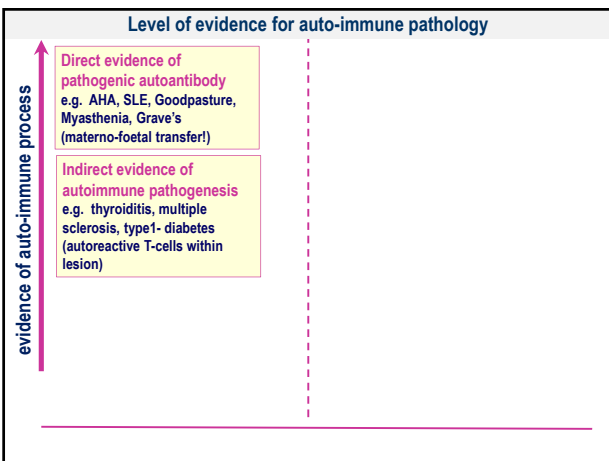 Level of evidence for auto-immune pathology
Direct evidence of
pathogenic autoantibody
e.g. AHA, SLE, Goodpasture,
Myasthenia, Grave's
(materno-foetal transfer!)
Indirect evidence of
autoimmune pathogenesis
e.g. thyroiditis, multiple
sclerosis, type1- diabetes
(autoreactive T-cells within
lesion)
evidence of auto-immune process